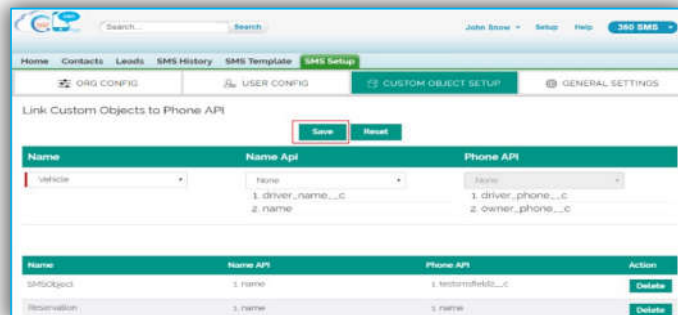 Search...
Search
John Snow
Setup
Help
360 SMS
Home Contacts Leads SMS History SMS Template SMS Setup
ORG CONFIG
USER CONFIG
CUSTOM OBJECT SETUP
GENERAL SETTINGS
Link Custom Objects to Phone API
Save Reset
Name Name Api Phone API
Vehicle None None
1. driver_name__c 1. driver_phone__c
2. name 2. owner_phone__c
Name Name API Phone API Action
SMSObject 1. name Delete
Reservation 1. name 1. name Delete